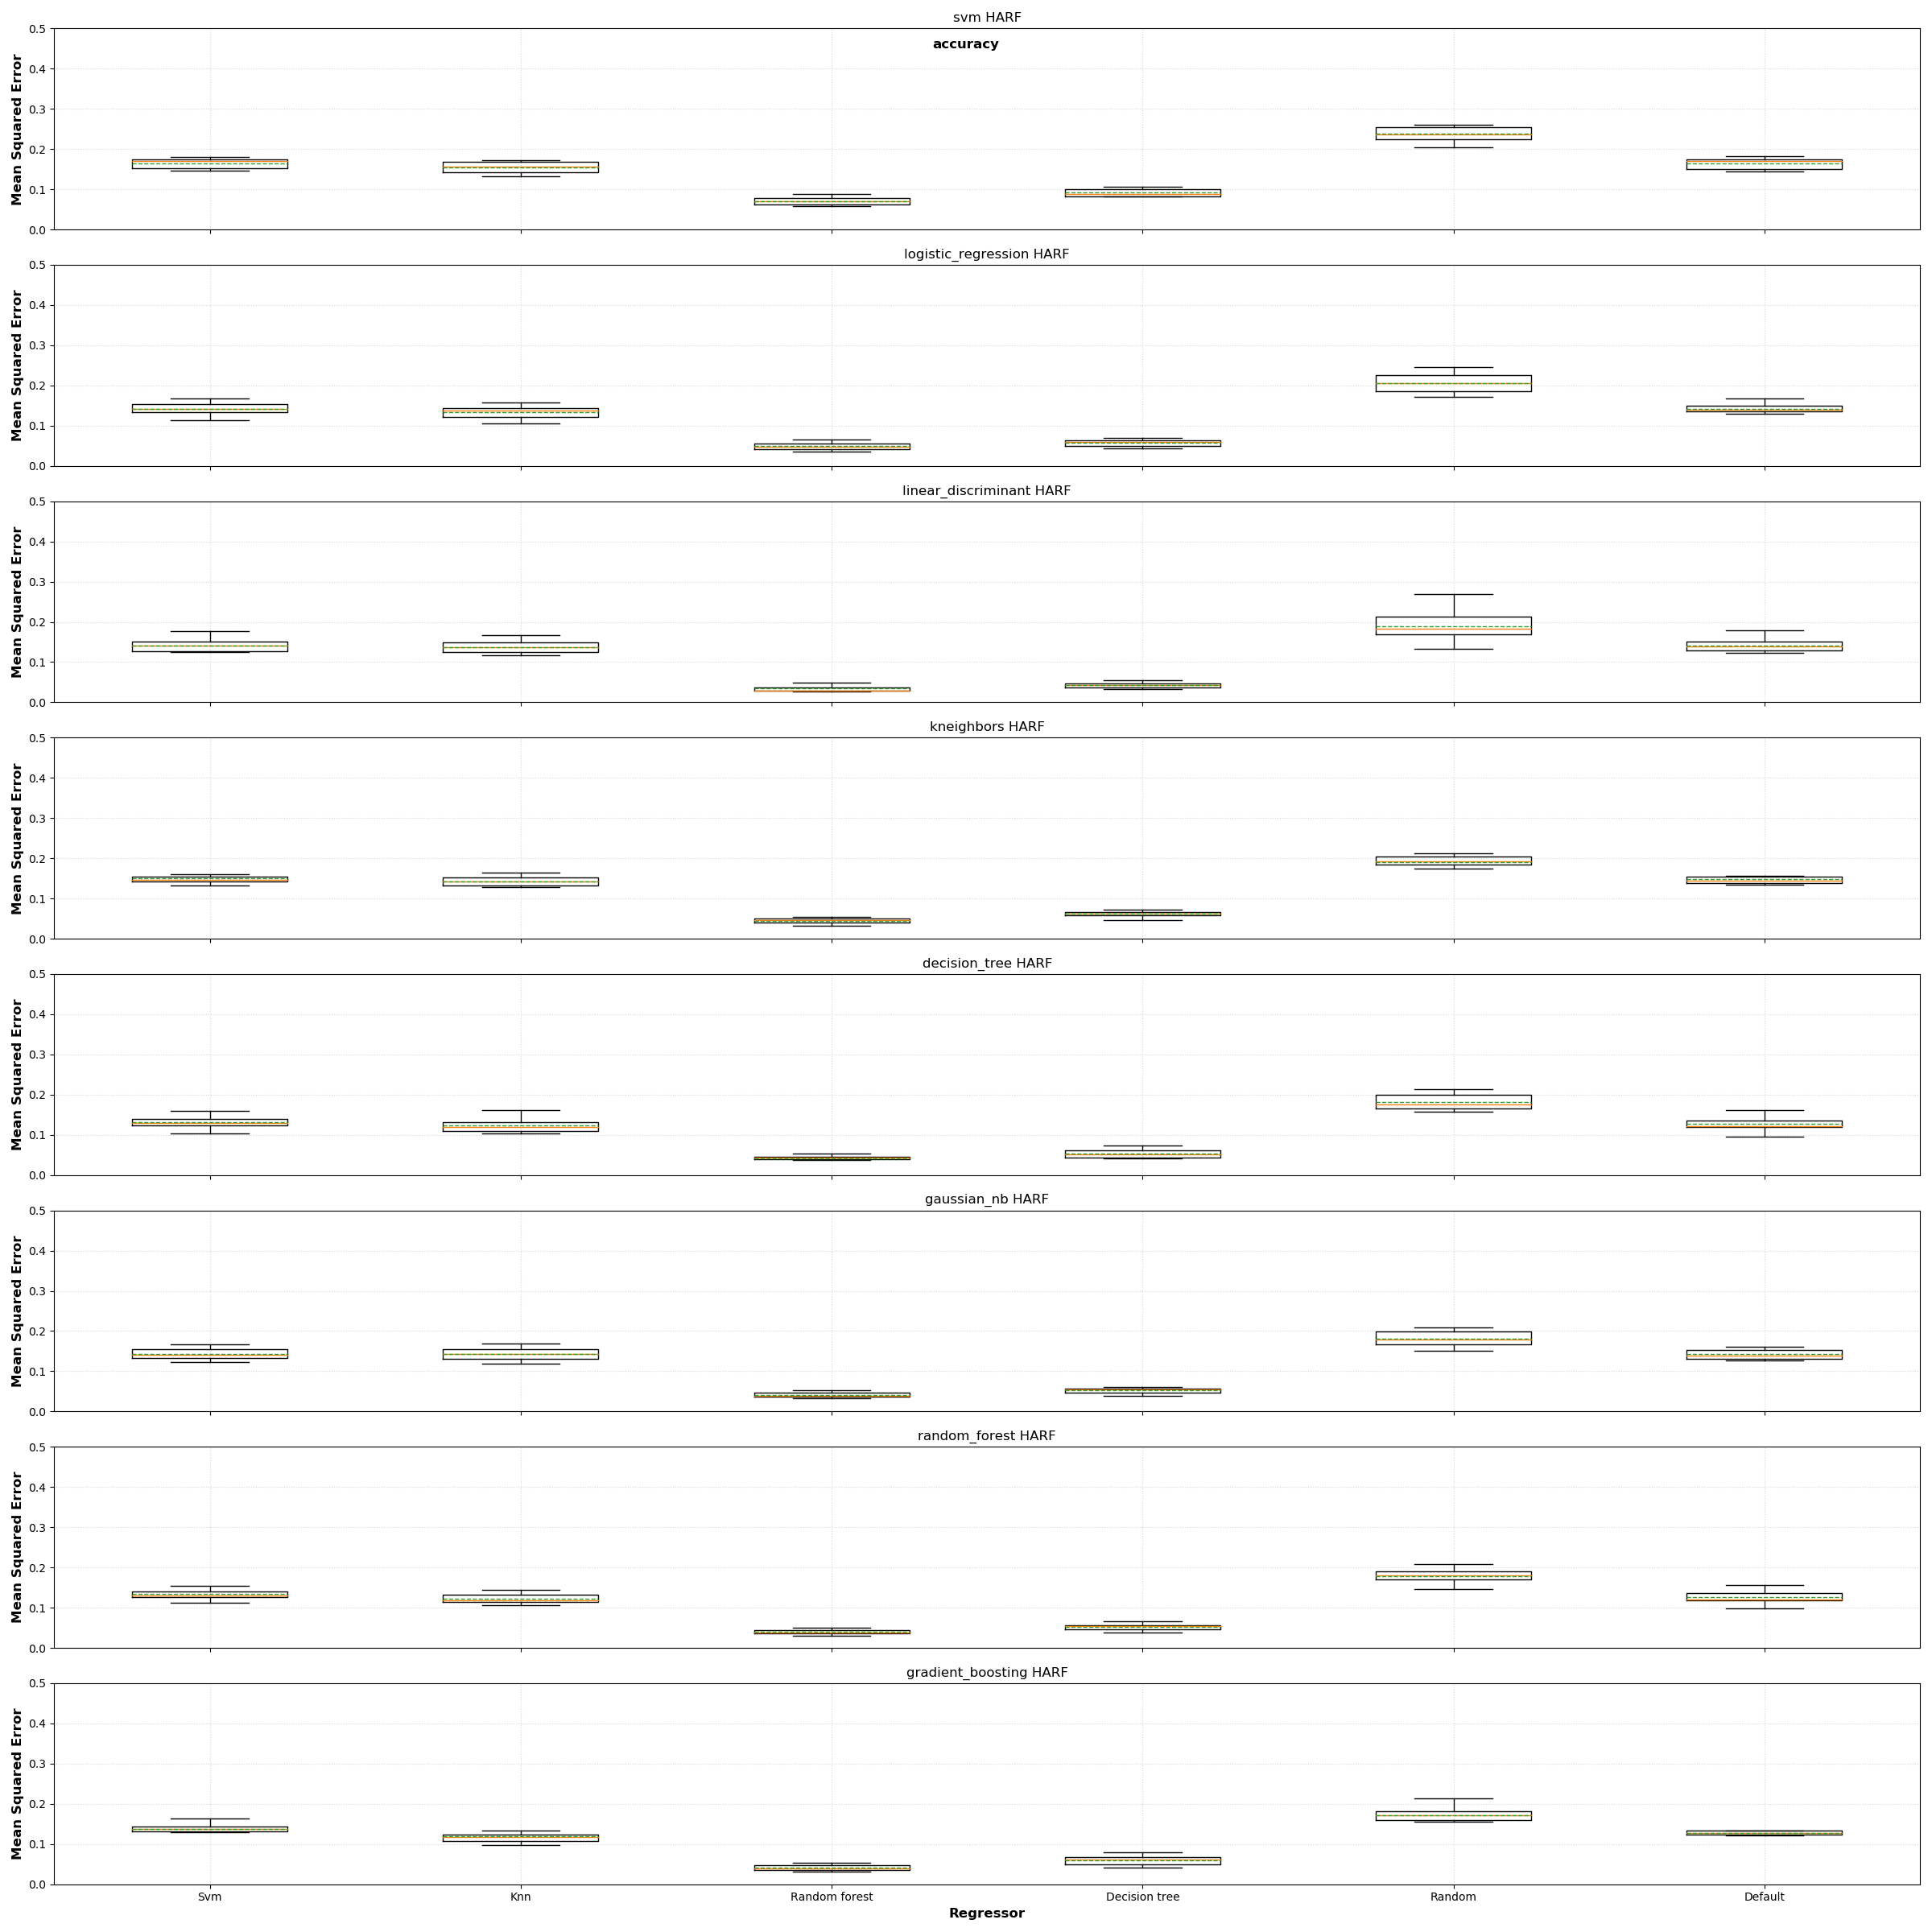 svm HARF
accuracy
Mean Squared Error
0.5
0.4
0.3
0.2
0.1
0.0
logistic_regression HARF
Mean Squared Error
0.5
0.4
0.3
0.2
0.1
0.0
linear_discriminant HARF
Mean Squared Error
0.5
0.4
0.3
0.2
0.1
0.0
kneighbors HARF
Mean Squared Error
0.5
0.4
0.3
0.2
0.1
0.0
decision_tree HARF
Mean Squared Error
0.5
0.4
0.3
0.2
0.1
0.0
gaussian_nb HARF
Mean Squared Error
0.5
0.4
0.3
0.2
0.1
0.0
random_forest HARF
Mean Squared Error
0.5
0.4
0.3
0.2
0.1
0.0
gradient_boosting HARF
Mean Squared Error
0.5
0.4
0.3
0.2
0.1
0.0
Svm Knn Random forest Decision tree Random Default
Regressor